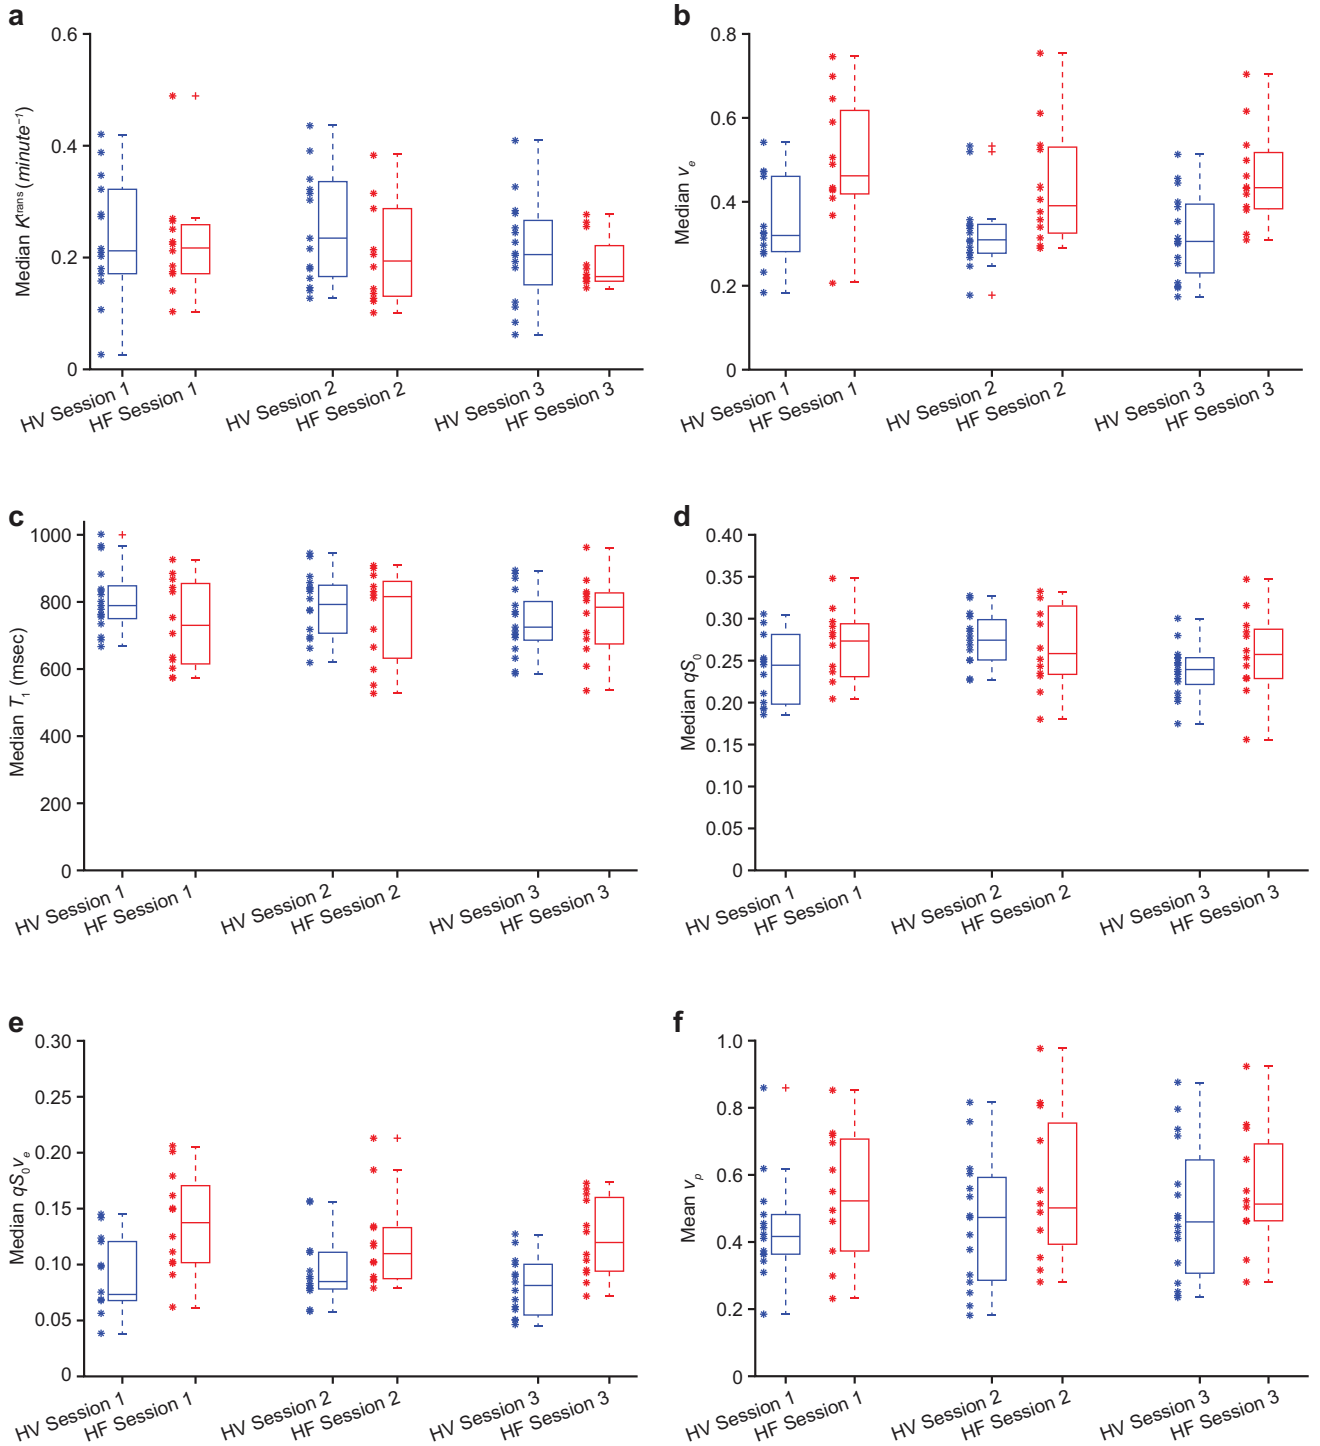 a
0.6
0.4
0.2
0
Median Kᵗʳᵃⁿˢ (minute⁻¹)
HV Session 1
HF Session 1
HV Session 2
HF Session 2
HV Session 3
HF Session 3
b
0.8
0.6
0.4
0.2
0
Median vₑ
HV Session 1
HF Session 1
HV Session 2
HF Session 2
HV Session 3
HF Session 3
c
1000
800
600
400
200
0
Median T₁ (msec)
HV Session 1
HF Session 1
HV Session 2
HF Session 2
HV Session 3
HF Session 3
d
0.40
0.35
0.30
0.25
0.20
0.15
0.10
0.05
0
Median qS₀
HV Session 1
HF Session 1
HV Session 2
HF Session 2
HV Session 3
HF Session 3
e
0.30
0.25
0.20
0.15
0.10
0.05
0
Median qS₀vₑ
HV Session 1
HF Session 1
HV Session 2
HF Session 2
HV Session 3
HF Session 3
f
1.0
0.8
0.6
0.4
0.2
0
Mean vₚ
HV Session 1
HF Session 1
HV Session 2
HF Session 2
HV Session 3
HF Session 3